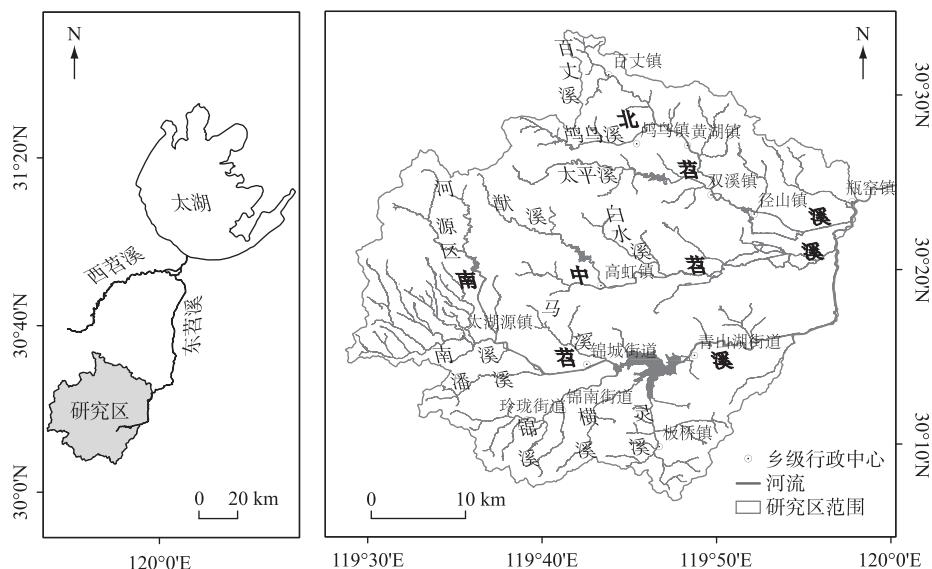 N
31°20'N
30°40'N
30°0'N
太湖
西苕溪
东苕溪
研究区
0 20 km
120°0'E
N
30°30'N
30°20'N
30°10'N
百丈溪
百丈镇
北苕溪
鸬鸟溪
鸬鸟镇
黄湖镇
太平溪
双溪镇
径山镇
瓶窑镇
河源区
猷溪
白水溪
中苕溪
高虹镇
南苕溪
太湖源镇
马溪
南溪
潘溪
锦城街道
青山湖街道
玲珑街道
锦南街道
锦溪
横溪
灵溪
板桥镇
乡级行政中心
河流
研究区范围
0 10 km
119°30'E
119°40'E
119°50'E
120°0'E